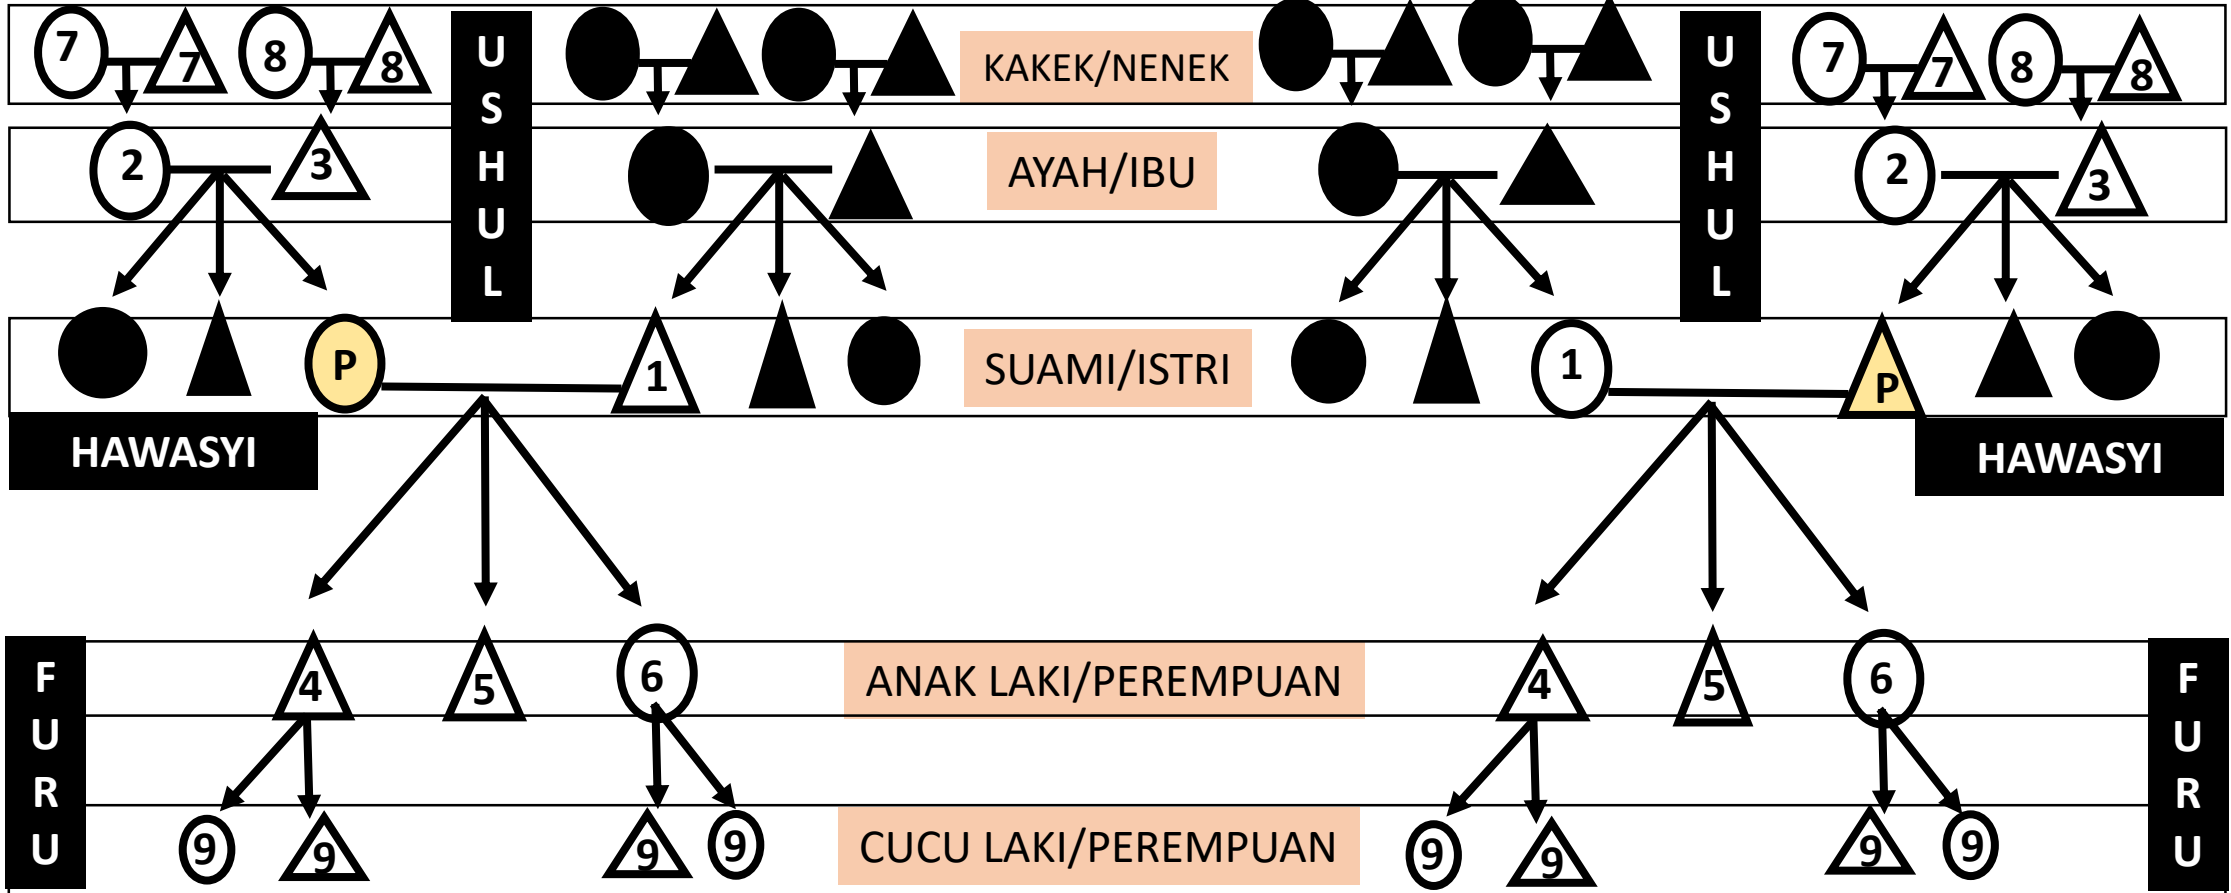 7 7 8 8 KAKEK/NENEK 7 7 8 8
U
S
H
U
L
U
S
H
U
L
2 3 AYAH/IBU 2 3
P 1 SUAMI/ISTRI 1 P
HAWASYI HAWASYI
F
U
R
U
4 5 6 ANAK LAKI/PEREMPUAN 4 5 6
F
U
R
U
9 9 9 9 CUCU LAKI/PEREMPUAN 9 9 9 9